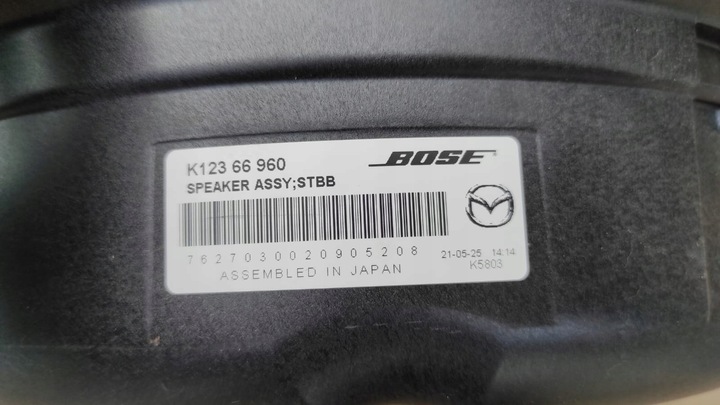 K123 66 960
BOSE
SPEAKER ASSY;STBB
7627030020905208
21-05-25 14:14
K5803
ASSEMBLED IN JAPAN